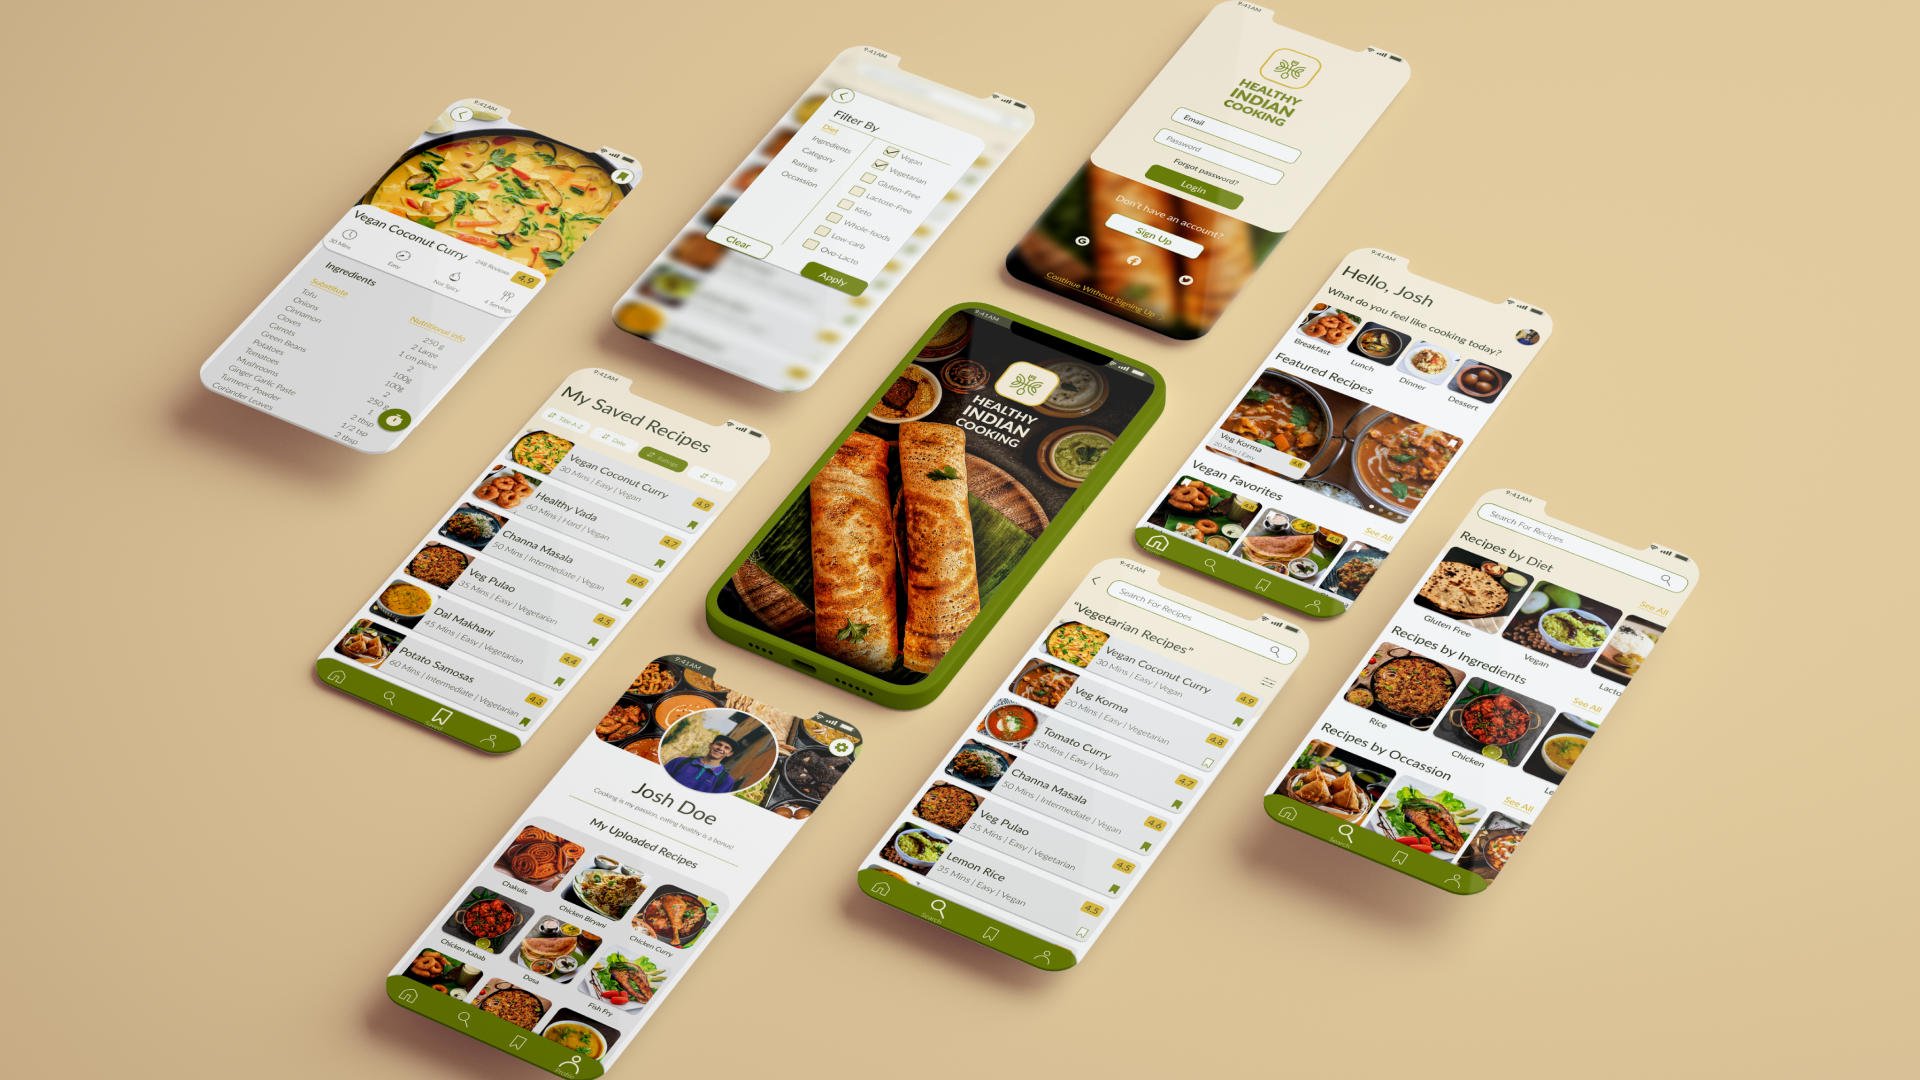 9:41AM
Vegan Coconut Curry
248 Reviews
4.9
30 Mins
Easy
Not Spicy
4 Servings
Ingredients
Substitute
Nutritional info
Tofu
250 g
Onions
2 Large
Cinnamon
1 cm piece
Cloves
2
Carrots
100g
Green Beans
100g
Potatoes
2
Tomatoes
250 g
Mushrooms
1
Ginger Garlic Paste
2 tbsp
Turmeric Powder
1/2 tsp
Coriander Leaves
2 tbsp
9:41AM
Filter By
Diet
Ingredients
Category
Ratings
Occassion
Vegan
Vegetarian
Gluten-Free
Lactose-Free
Keto
Whole-foods
Low-carb
Ovo-Lacto
Clear
Apply
9:41AM
HEALTHY
INDIAN
COOKING
Email
Password
Forgot password?
Login
Don't have an account?
Sign Up
Continue Without Signing Up
9:41AM
My Saved Recipes
Title A-Z
Date
Ratings
Diet
Vegan Coconut Curry
30 Mins | Easy | Vegan
4.9
Healthy Vada
60 Mins | Hard | Vegan
4.7
Channa Masala
50 Mins | Intermediate | Vegan
4.6
Veg Pulao
35 Mins | Easy | Vegetarian
4.5
Dal Makhani
45 Mins | Easy | Vegetarian
4.4
Potato Samosas
60 Mins | Intermediate | Vegetarian
4.3
Saved
9:41AM
HEALTHY
INDIAN
COOKING
9:41AM
Hello, Josh
What do you feel like cooking today?
Breakfast
Lunch
Dinner
Dessert
Featured Recipes
Veg Korma
20 Mins | Easy
4.8
Vegan Favorites
See All
4.8
4.8
9:41AM
Josh Doe
Cooking is my passion, eating healthy is a bonus!
My Uploaded Recipes
Chakulis
Chicken Biryani
Chicken Curry
Chicken Kabab
Dosa
Fish Fry
Profile
9:41AM
Search For Recipes
"Vegetarian Recipes"
Vegan Coconut Curry
30 Mins | Easy | Vegan
4.9
Veg Korma
20 Mins | Easy | Vegetarian
4.8
Tomato Curry
35Mins | Easy | Vegan
4.7
Channa Masala
50 Mins | Intermediate | Vegan
4.6
Veg Pulao
35 Mins | Easy | Vegetarian
4.5
Lemon Rice
35 Mins | Easy | Vegan
4.5
Search
9:41AM
Search For Recipes
Recipes by Diet
See All
Gluten Free
Vegan
Lacto
Recipes by Ingredients
See All
Rice
Chicken
Le
Recipes by Occassion
See All
Search